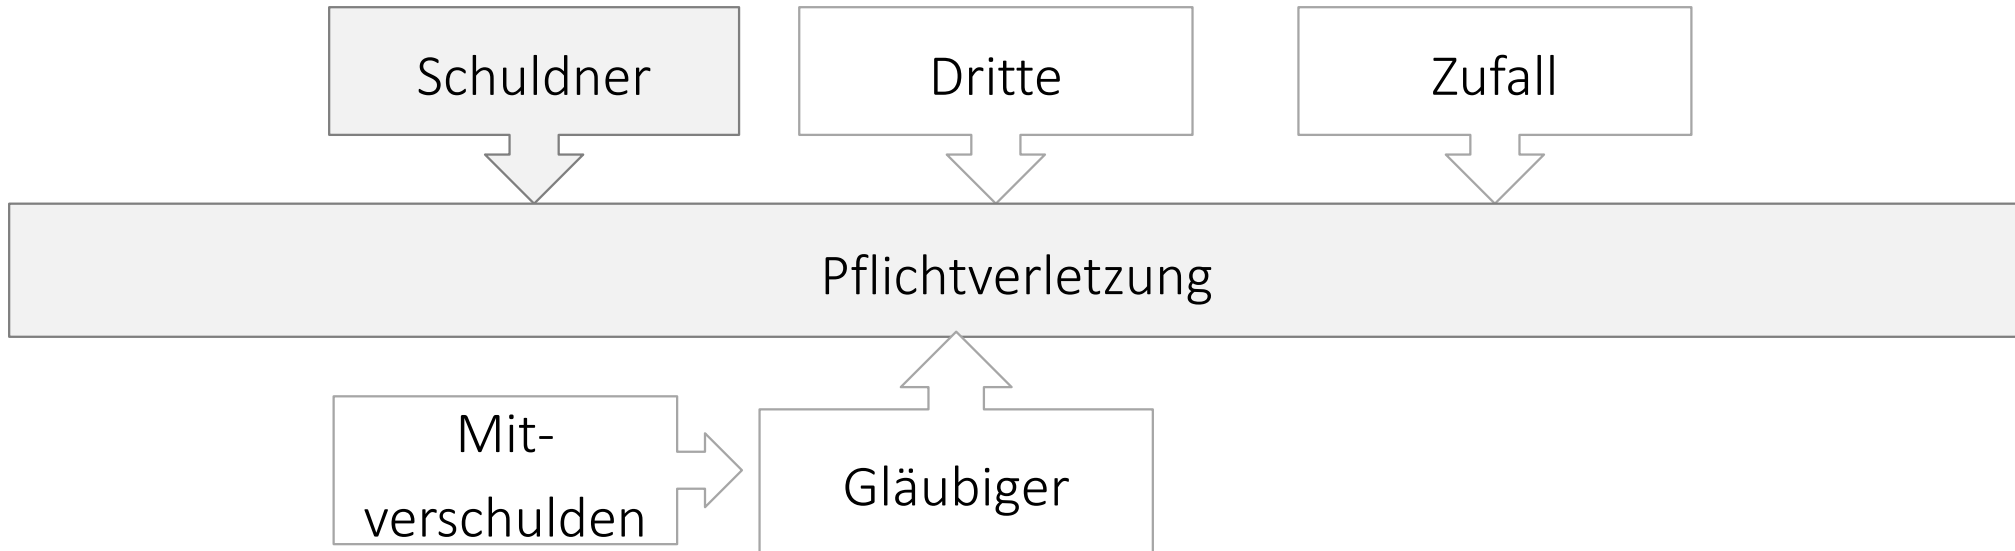 Schuldner
Dritte
Zufall
Pflichtverletzung
Mit-
verschulden
Gläubiger